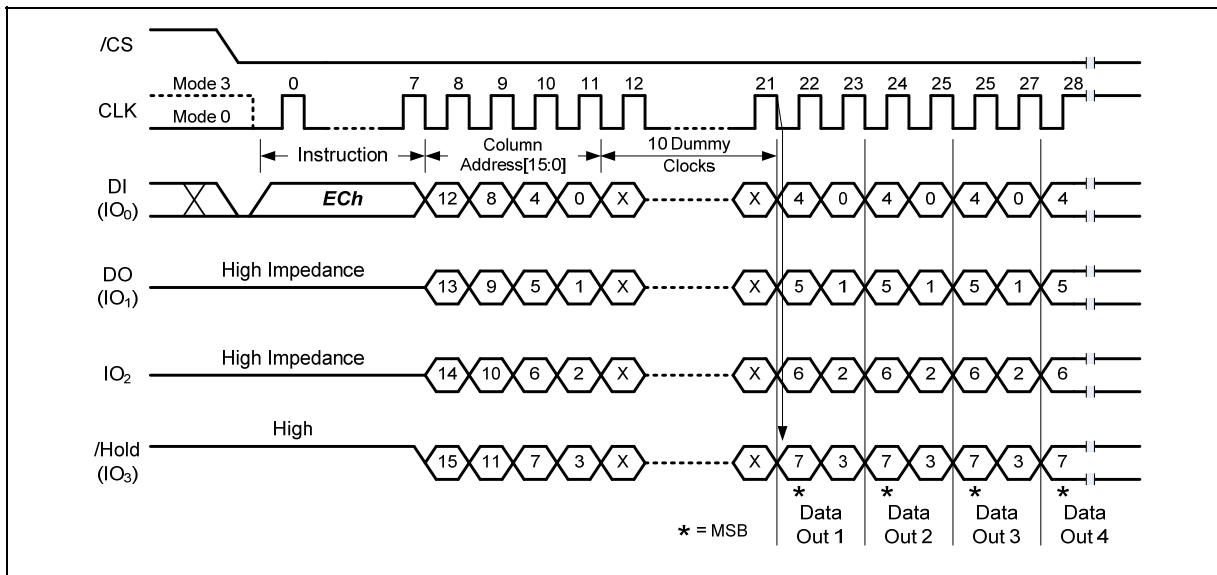 /CS
Mode 3 0 7 8 9 10 11 12 21 22 23 24 25 25 27 28
CLK
Mode 0
Instruction
Column
Address[15:0]
10 Dummy
Clocks
DI
(IO0)
ECh 12 8 4 0 X X 4 0 4 0 4 0 4
DO
(IO1)
High Impedance 13 9 5 1 X X 5 1 5 1 5 1 5
IO2
High Impedance 14 10 6 2 X X 6 2 6 2 6 2 6
/Hold
(IO3)
High 15 11 7 3 X X 7 3 7 3 7 3 7
* * * *
* = MSB
Data
Out 1
Data
Out 2
Data
Out 3
Data
Out 4